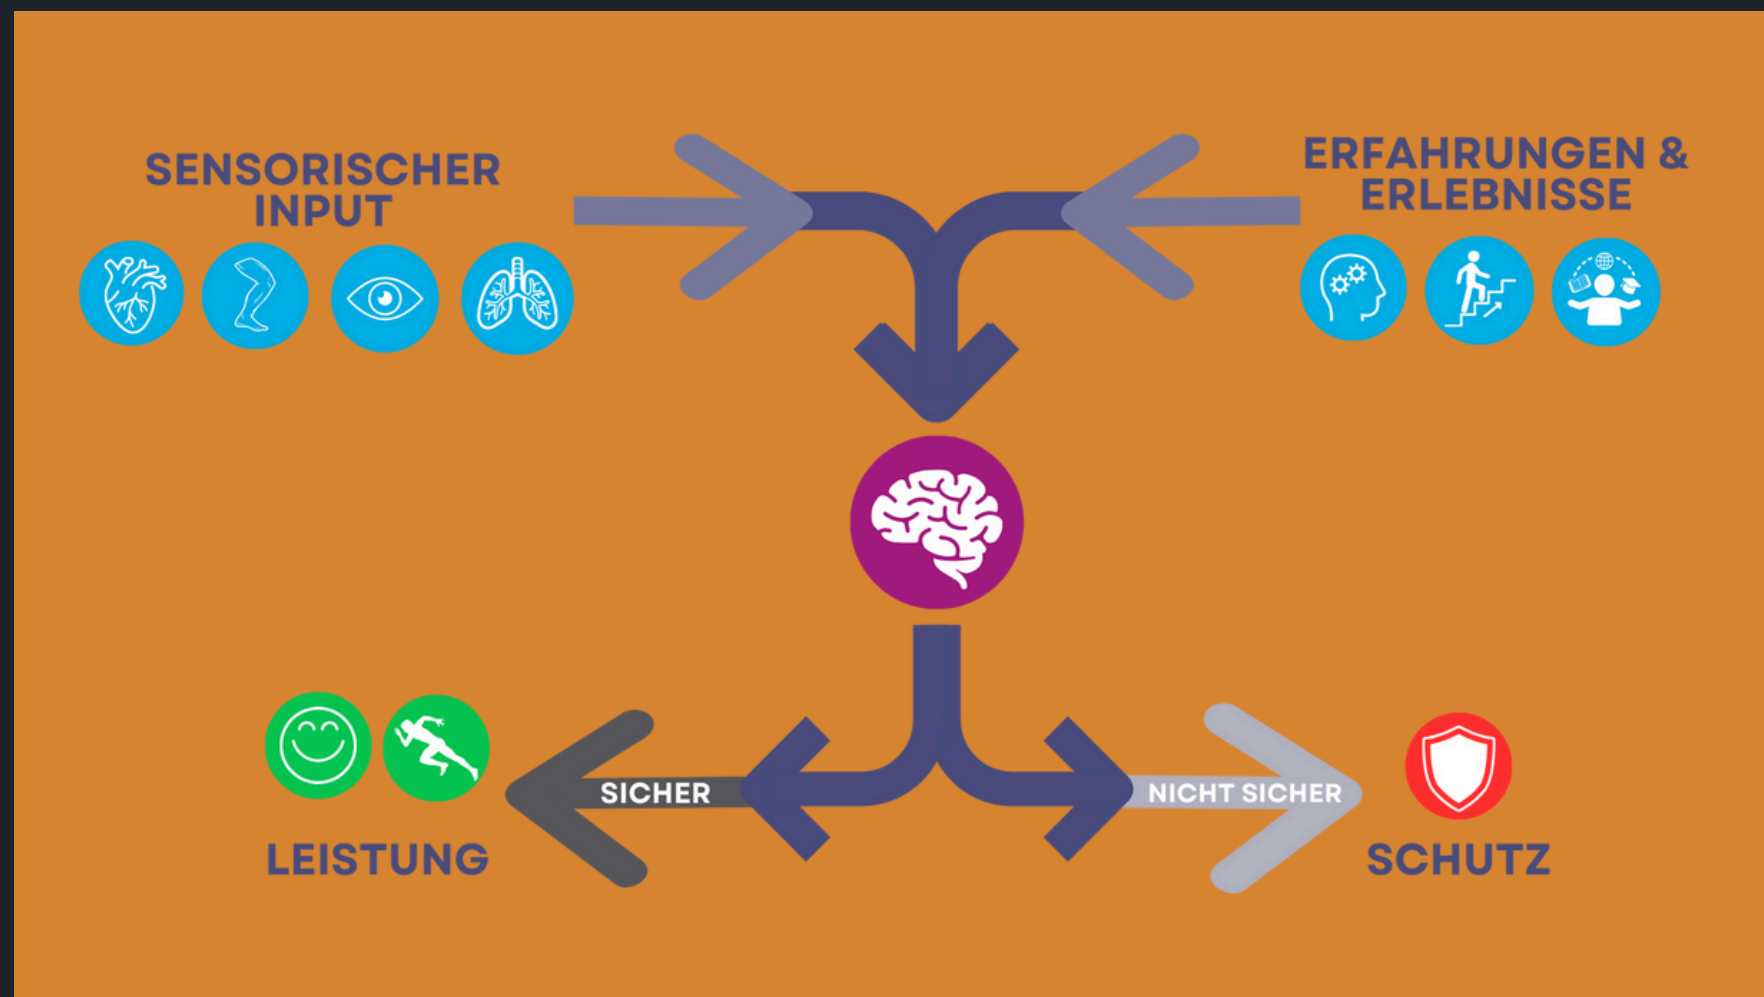 SENSORISCHER
INPUT
ERFAHRUNGEN &
ERLEBNISSE
SICHER
NICHT SICHER
LEISTUNG
SCHUTZ